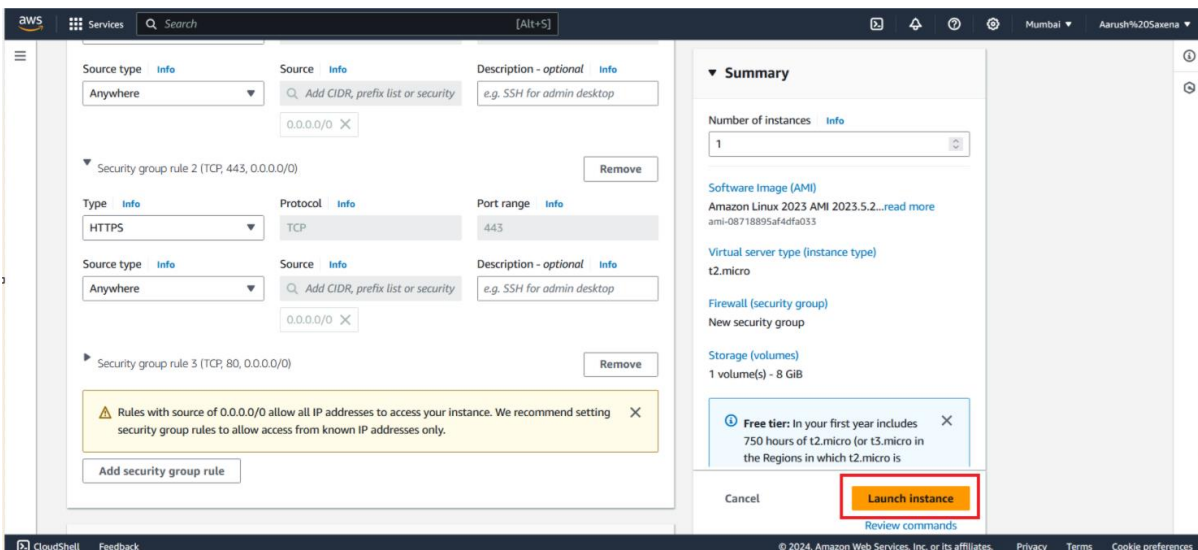 aws Services Search [Alt+S] Mumbai Aarush%20Saxena
Source type Info Source Info Description - optional Info
Anywhere Add CIDR, prefix list or security e.g. SSH for admin desktop
0.0.0.0/0
Security group rule 2 (TCP, 443, 0.0.0.0/0) Remove
Type Info Protocol Info Port range Info
HTTPS TCP 443
Source type Info Source Info Description - optional Info
Anywhere Add CIDR, prefix list or security e.g. SSH for admin desktop
0.0.0.0/0
Security group rule 3 (TCP, 80, 0.0.0.0/0) Remove
Rules with source of 0.0.0.0/0 allow all IP addresses to access your instance. We recommend setting
security group rules to allow access from known IP addresses only.
Add security group rule
Summary
Number of instances Info
1
Software Image (AMI)
Amazon Linux 2023 AMI 2023.5.2...read more
ami-08718895af4dfa033
Virtual server type (instance type)
t2.micro
Firewall (security group)
New security group
Storage (volumes)
1 volume(s) - 8 GiB
Free tier: In your first year includes
750 hours of t2.micro (or t3.micro in
the Regions in which t2.micro is
Cancel Launch instance
Review commands
CloudShell Feedback © 2024, Amazon Web Services, Inc. or its affiliates. Privacy Terms Cookie preferences